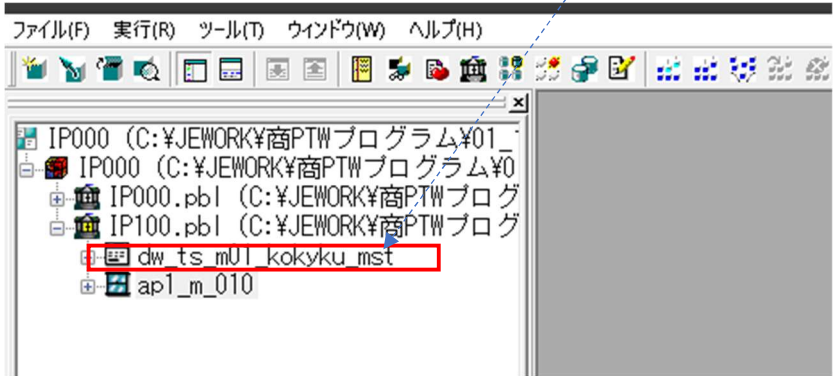 ファイル(F) 実行(R) ツール(T) ウィンドウ(W) ヘルプ(H)
IP000 (C:¥JEWORK¥商PTWプログラム¥01_
IP000 (C:¥JEWORK¥商PTWプログラム¥0
IP000.pbl (C:¥JEWORK¥商PTWプログ
IP100.pbl (C:¥JEWORK¥商PTWプログ
dw_ts_m01_kokyku_mst
ap1_m_010